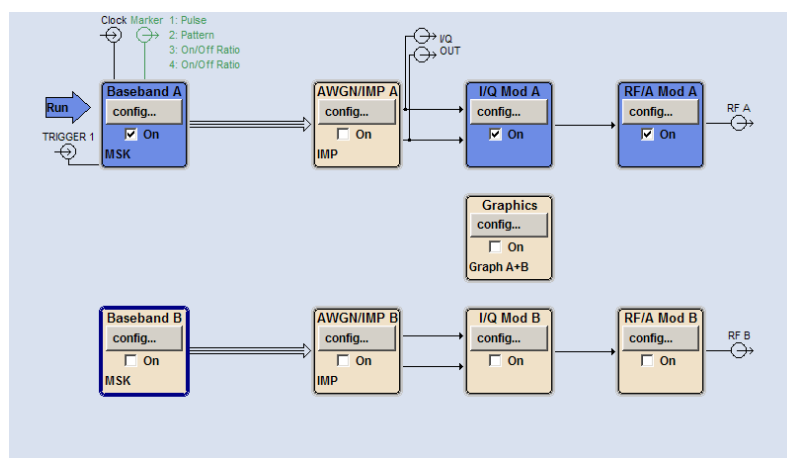 Clock Marker 1: Pulse
2: Pattern
3: On/Off Ratio
4: On/Off Ratio
I/Q
OUT
Run
TRIGGER 1
Baseband A
config...
On
MSK
AWGN/IMP A
config...
On
IMP
I/Q Mod A
config...
On
RF/A Mod A
config...
On
RF A
Graphics
config...
On
Graph A+B
Baseband B
config...
On
MSK
AWGN/IMP B
config...
On
IMP
I/Q Mod B
config...
On
RF/A Mod B
config...
On
RF B